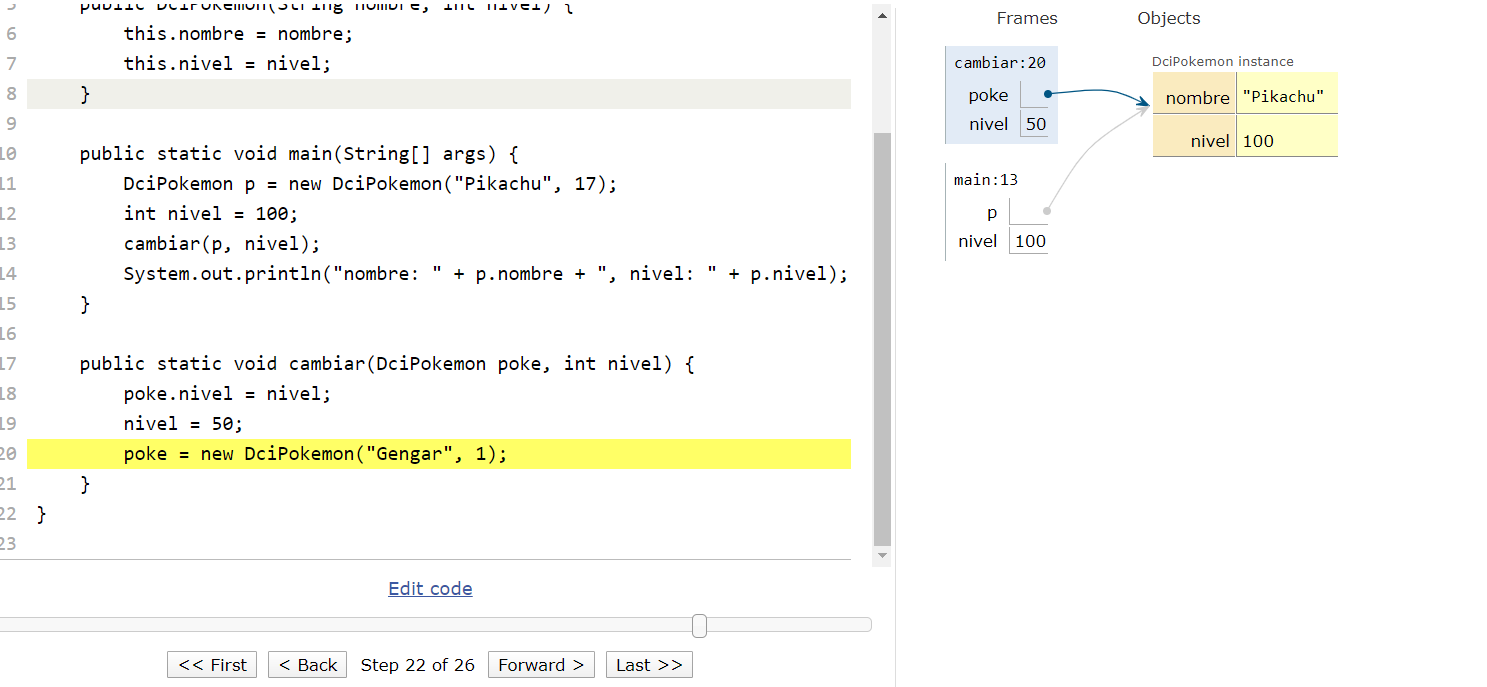 5 public DciPokemon(String nombre, int nivel) {
6 this.nombre = nombre;
7 this.nivel = nivel;
8 }
9
10 public static void main(String[] args) {
11 DciPokemon p = new DciPokemon("Pikachu", 17);
12 int nivel = 100;
13 cambiar(p, nivel);
14 System.out.println("nombre: " + p.nombre + ", nivel: " + p.nivel);
15 }
16
17 public static void cambiar(DciPokemon poke, int nivel) {
18 poke.nivel = nivel;
19 nivel = 50;
20 poke = new DciPokemon("Gengar", 1);
21 }
22 }
23
Edit code
<< First < Back Step 22 of 26 Forward > Last >>
Frames Objects
cambiar:20
poke
nivel 50
main:13
p
nivel 100
DciPokemon instance
nombre "Pikachu"
nivel 100